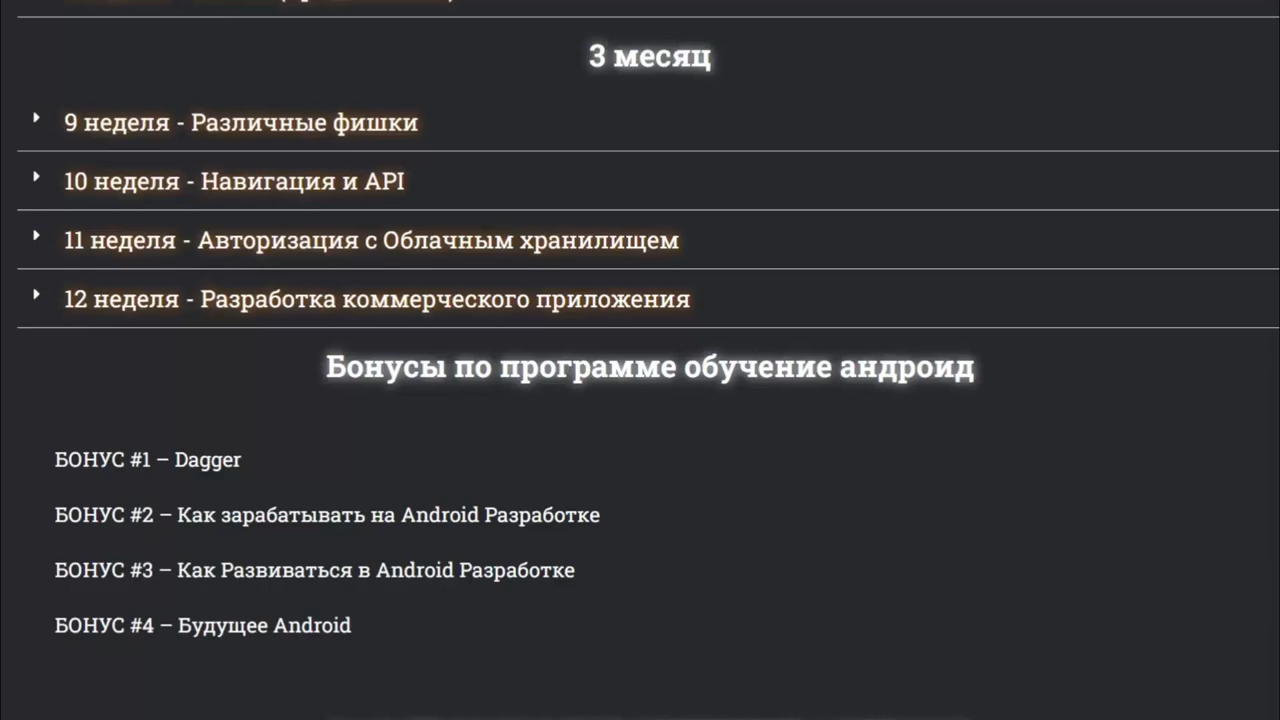 3 месяц
9 неделя - Различные фишки
10 неделя - Навигация и API
11 неделя - Авторизация с Облачным хранилищем
12 неделя - Разработка коммерческого приложения
Бонусы по программе обучение андроид
БОНУС #1 – Dagger
БОНУС #2 – Как зарабатывать на Android Разработке
БОНУС #3 – Как Развиваться в Android Разработке
БОНУС #4 – Будущее Android